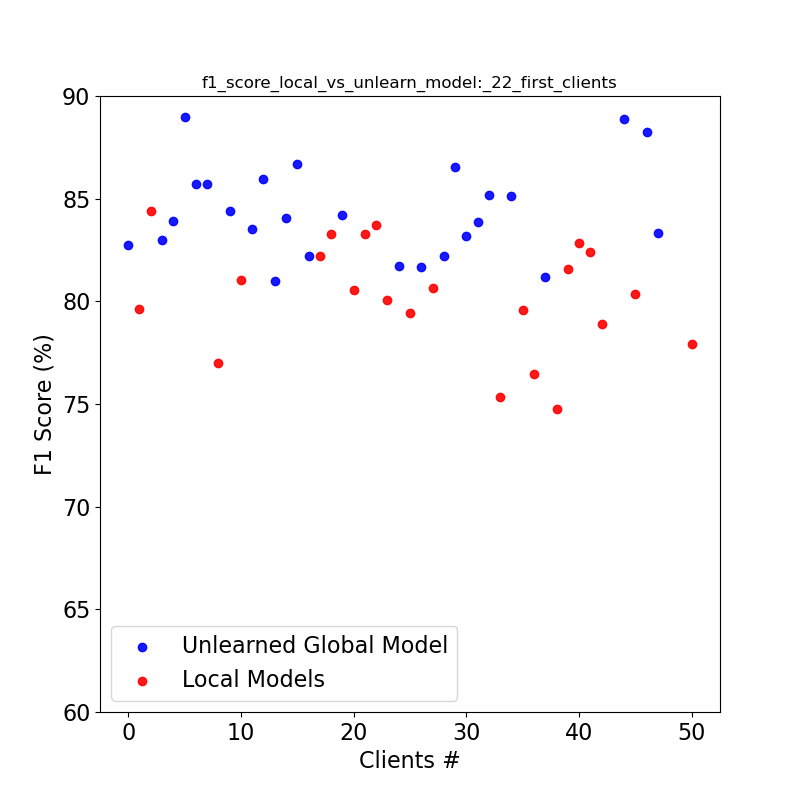 f1_score_local_vs_unlearn_model:_22_first_clients
90
85
80
75
70
65
60
F1 Score (%)
Unlearned Global Model
Local Models
0 10 20 30 40 50
Clients #